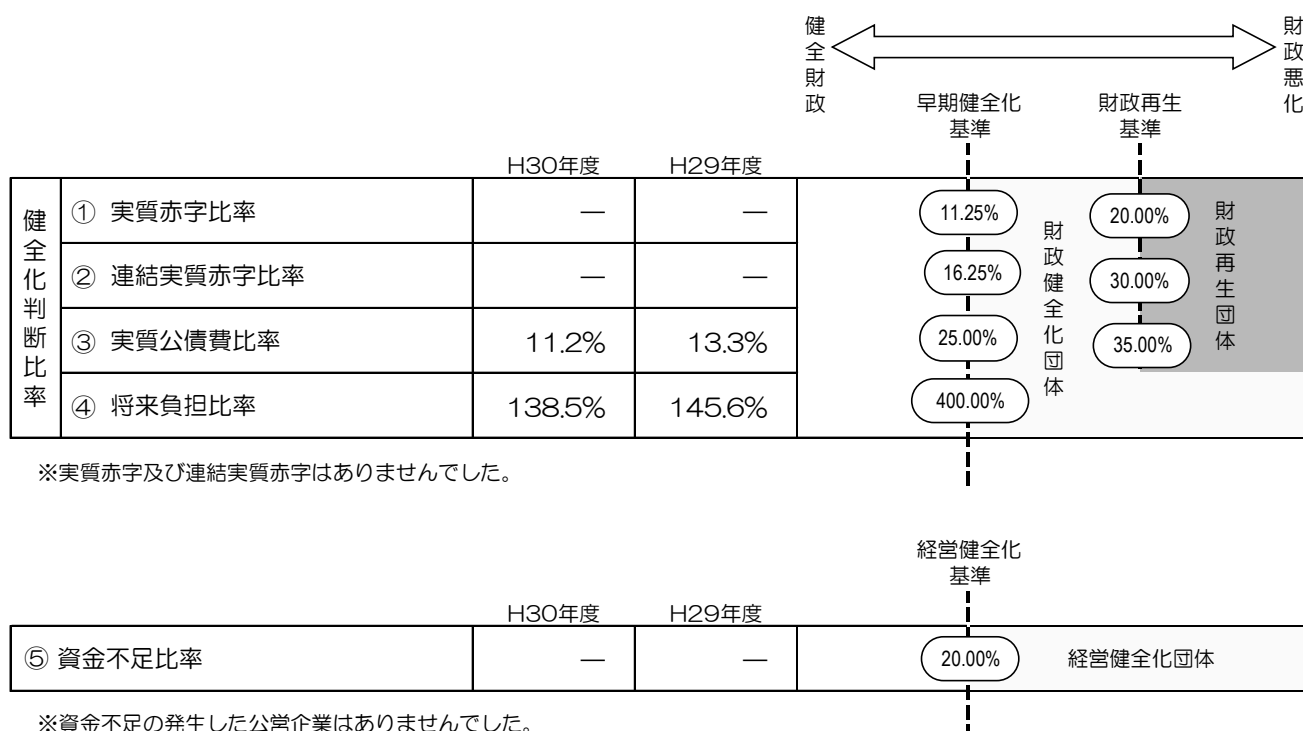 健全財政
財政悪化
早期健全化
基準
財政再生
基準
H30年度 H29年度
健全化判断比率
① 実質赤字比率 — — 11.25% 20.00%
② 連結実質赤字比率 — — 16.25% 30.00%
③ 実質公債費比率 11.2% 13.3% 25.00% 35.00%
④ 将来負担比率 138.5% 145.6% 400.00%
財政健全化団体
財政再生団体
※実質赤字及び連結実質赤字はありませんでした。
経営健全化
基準
H30年度 H29年度
⑤ 資金不足比率 — — 20.00% 経営健全化団体
※資金不足の発生した公営企業はありませんでした。